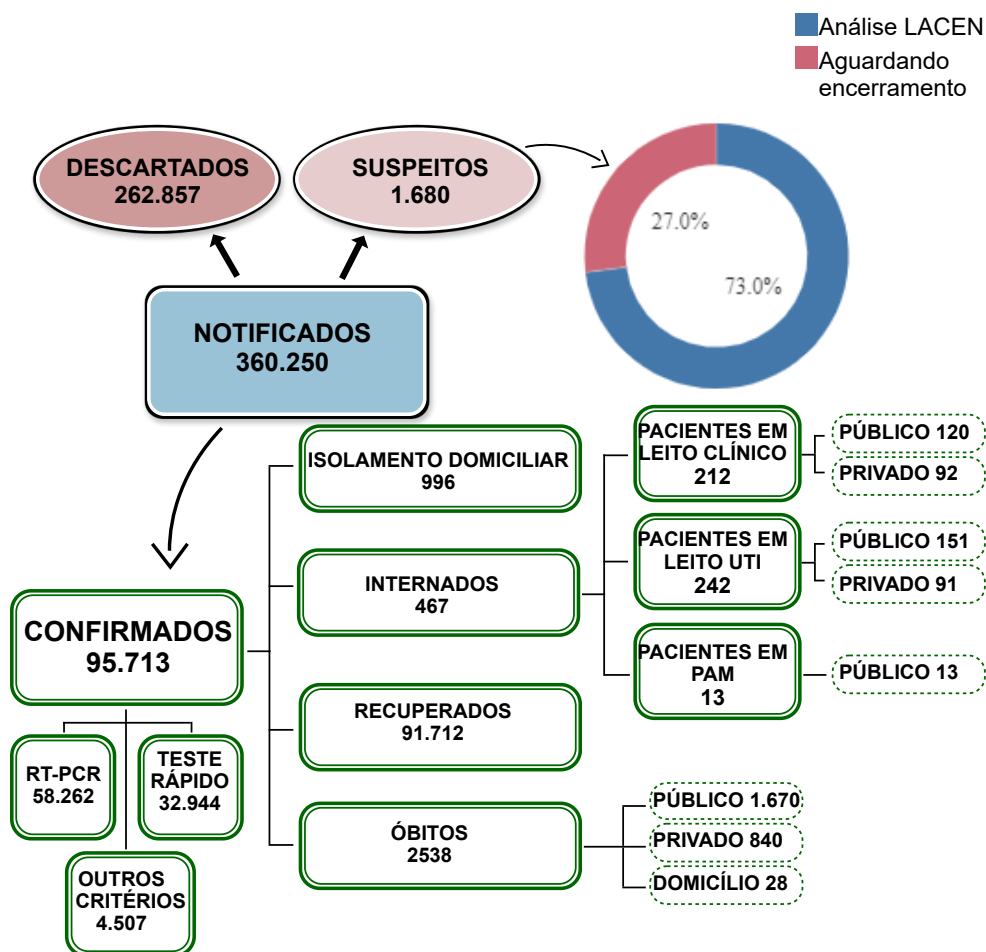 Análise LACEN
Aguardando
encerramento
DESCARTADOS
262.857
SUSPEITOS
1.680
27.0%
73.0%
NOTIFICADOS
360.250
CONFIRMADOS
95.713
RT-PCR
58.262
TESTE
RÁPIDO
32.944
OUTROS
CRITÉRIOS
4.507
ISOLAMENTO DOMICILIAR
996
INTERNADOS
467
RECUPERADOS
91.712
ÓBITOS
2538
PACIENTES EM
LEITO CLÍNICO
212
PÚBLICO 120
PRIVADO 92
PACIENTES EM
LEITO UTI
242
PÚBLICO 151
PRIVADO 91
PACIENTES EM
PAM
13
PÚBLICO 13
PÚBLICO 1.670
PRIVADO 840
DOMICÍLIO 28